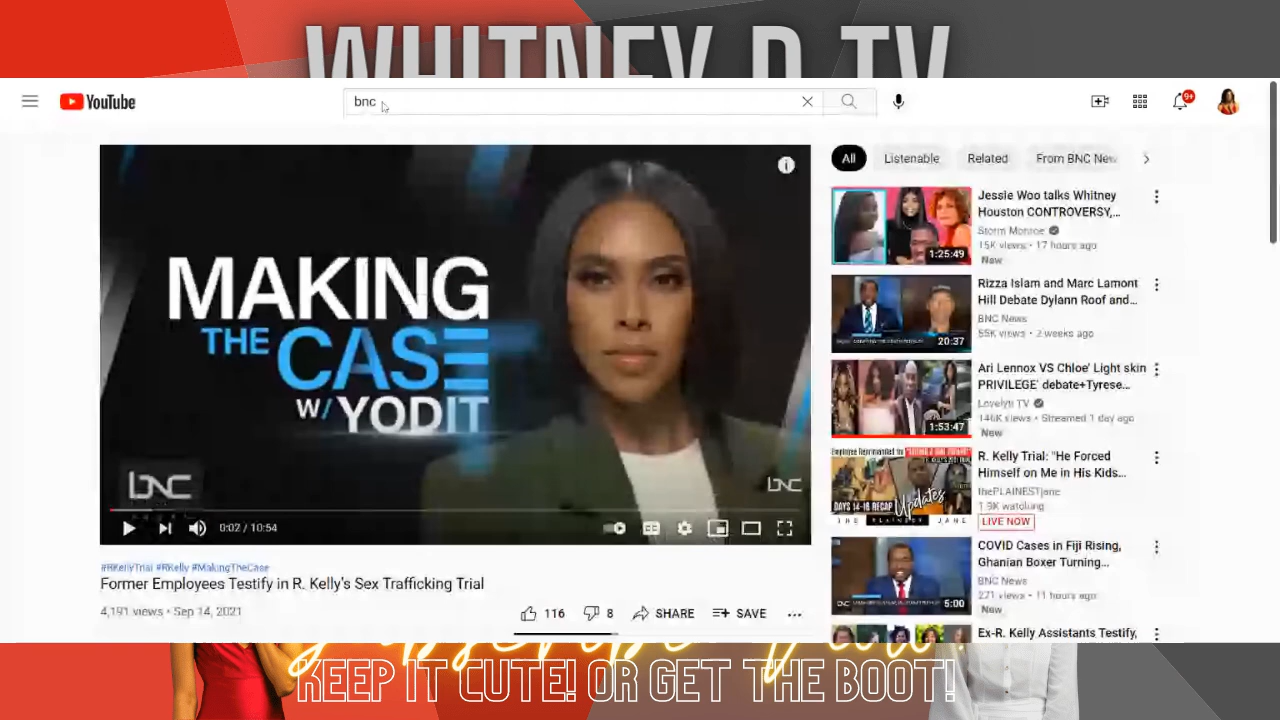 WHITNEY D TV
YouTube
bnc
9+
MAKING
THE CASE
W/ YODIT
bnc
bnc
0:02 / 10:54
#RKellyTrial #RKelly #MakingTheCase
Former Employees Testify in R. Kelly's Sex Trafficking Trial
4,191 views • Sep 14, 2021
116
8
SHARE
SAVE
All
Listenable
Related
From BNC New
Jessie Woo talks Whitney
Houston CONTROVERSY,...
Storm Monroe
15K views • 17 hours ago
New
1:25:49
Rizza Islam and Marc Lamont
Hill Debate Dylann Roof and...
BNC News
55K views • 2 weeks ago
20:37
Ari Lennox VS Chloe' Light skin
PRIVILEGE' debate+Tyrese...
Lovelyti TV
146K views • Streamed 1 day ago
New
1:53:47
R. Kelly Trial: "He Forced
Himself on Me in His Kids...
thePLAINESTjane
1.9K watching
LIVE NOW
Updates
DAYS 14-16 RECAP
COVID Cases in Fiji Rising,
Ghanian Boxer Turning...
BNC News
271 views • 11 hours ago
New
5:00
Ex-R. Kelly Assistants Testify,
KEEP IT CUTE! OR GET THE BOOT!